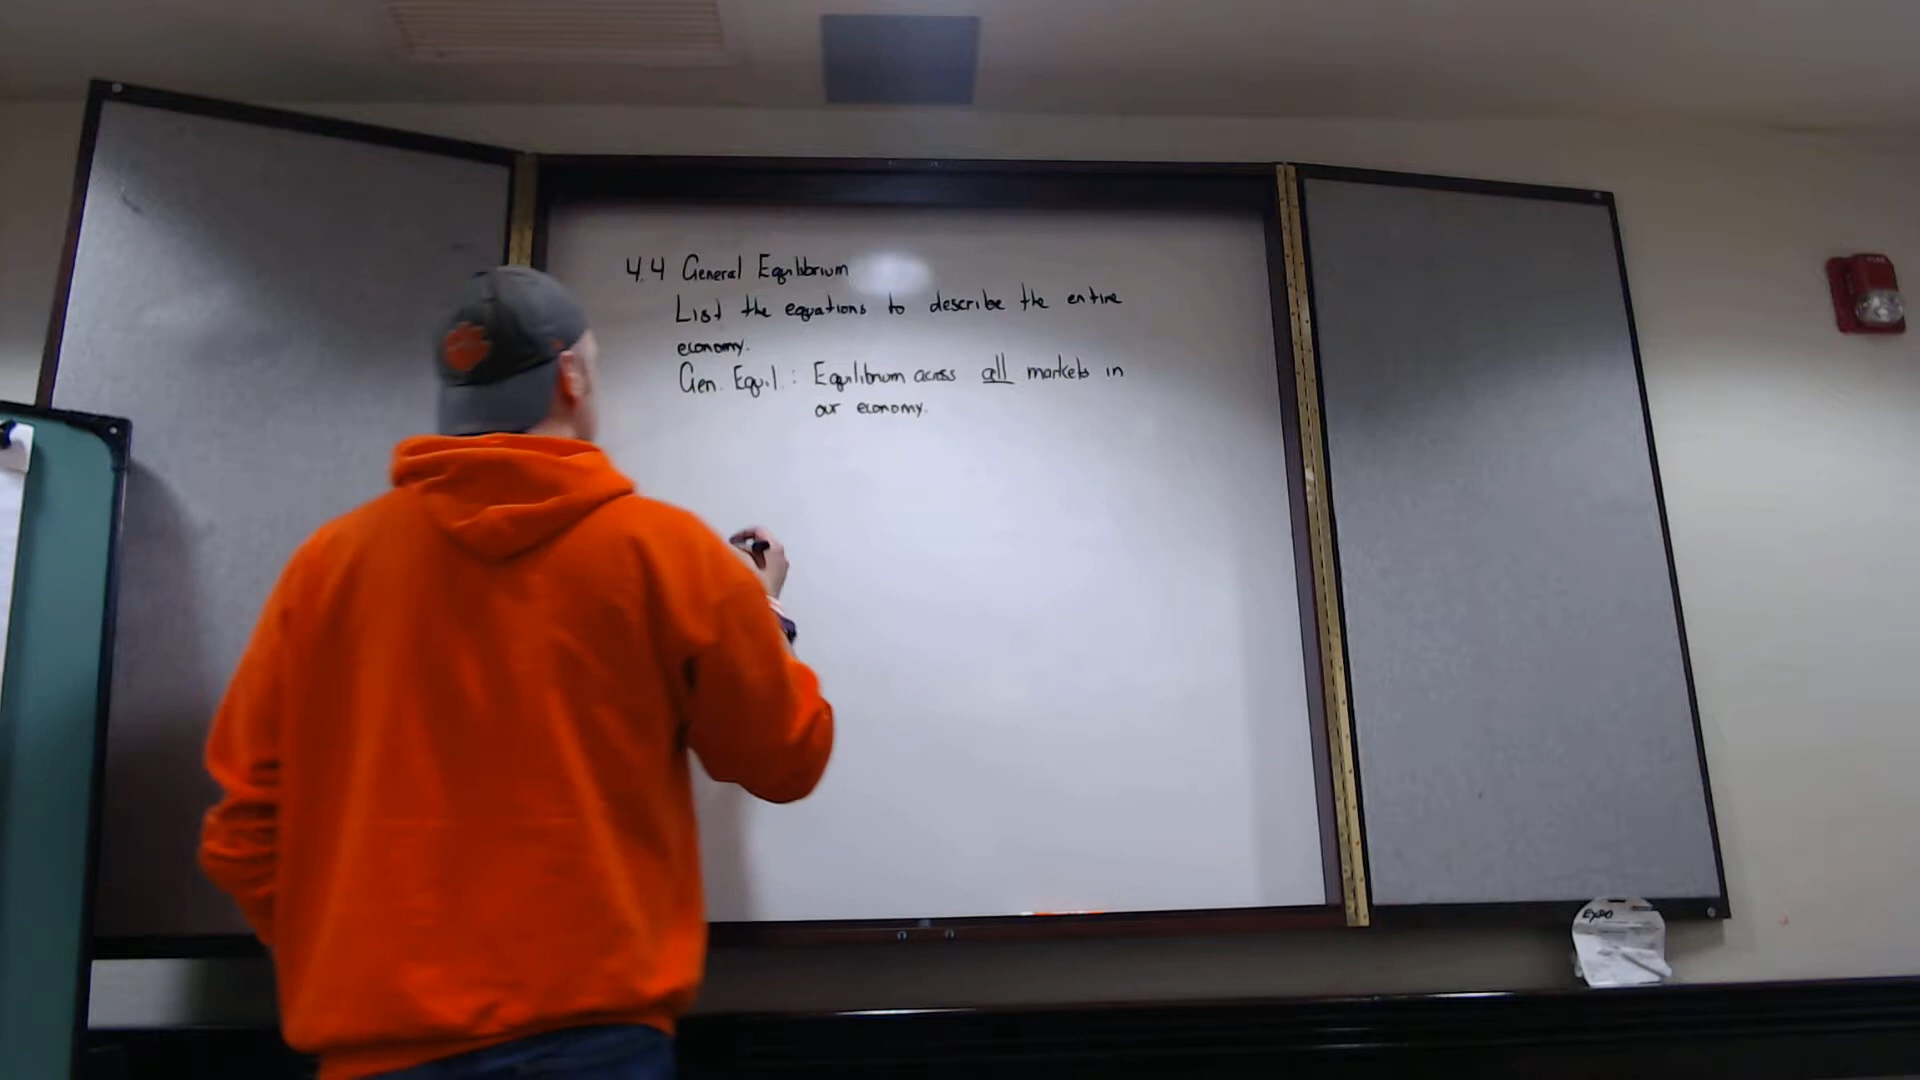 4.4 General Equilibrium
List the equations to describe the entire
economy.
Gen. Equil.: Equilibrium across all markets in
our economy.
EXPO